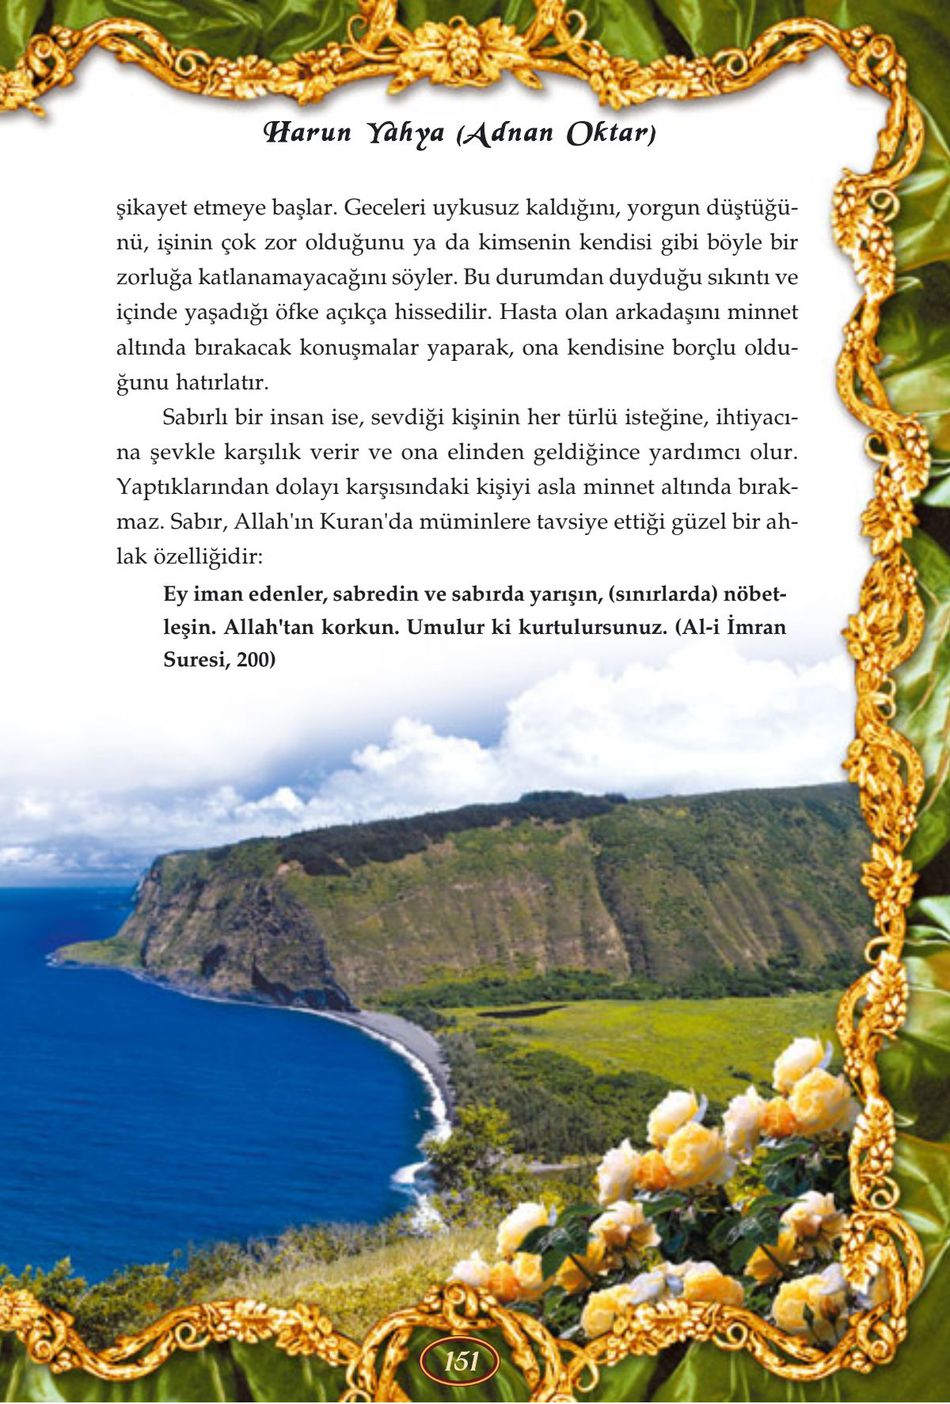 Harun Yahya (Adnan Oktar)
şikayet etmeye başlar. Geceleri uykusuz kaldığını, yorgun düştüğü-
nü, işinin çok zor olduğunu ya da kimsenin kendisi gibi böyle bir
zorluğa katlanamayacağını söyler. Bu durumdan duyduğu sıkıntı ve
içinde yaşadığı öfke açıkça hissedilir. Hasta olan arkadaşını minnet
altında bırakacak konuşmalar yaparak, ona kendisine borçlu oldu-
ğunu hatırlatır.
Sabırlı bir insan ise, sevdiği kişinin her türlü isteğine, ihtiyacı-
na şevkle karşılık verir ve ona elinden geldiğince yardımcı olur.
Yaptıklarından dolayı karşısındaki kişiyi asla minnet altında bırak-
maz. Sabır, Allah'ın Kuran'da müminlere tavsiye ettiği güzel bir ah-
lak özelliğidir:
Ey iman edenler, sabredin ve sabırda yarışın, (sınırlarda) nöbet-
leşin. Allah'tan korkun. Umulur ki kurtulursunuz. (Al-i İmran
Suresi, 200)
151